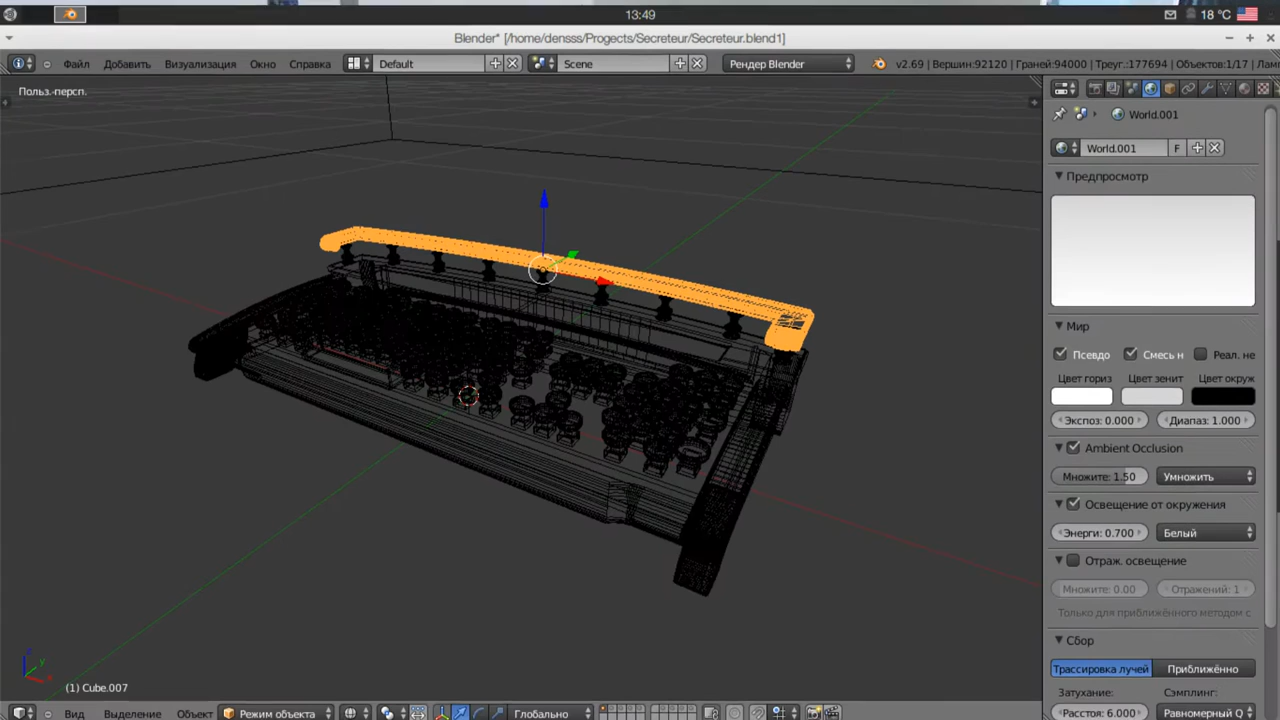 13:49
18 °C
Blender* [/home/densss/Progects/Secreteur/Secreteur.blend1]
Файл Добавить Визуализация Окно Справка Default Scene Рендер Blender v2.69 | Вершин:92120 | Граней:94000 | Треуг.:177694 | Объектов:1/17 | Лам
Польз.-персп.
World.001
World.001 F
Предпросмотр
Мир
Псевдо Смесь н Реал. не
Цвет гориз Цвет зенит Цвет окруж
Экспоз: 0.000 Диапаз: 1.000
Ambient Occlusion
Множите: 1.50 Умножить
Освещение от окружения
Энерги: 0.700 Белый
Отраж. освещение
Множите: 0.00 Отражений: 1
Только для приближённого методом с
Сбор
Трассировка лучей Приближённо
Затухание: Сэмплинг:
Расстоя: 6.000 Равномерный Q
z
y
x
(1) Cube.007
Вид Выделение Объект Режим объекта Глобально